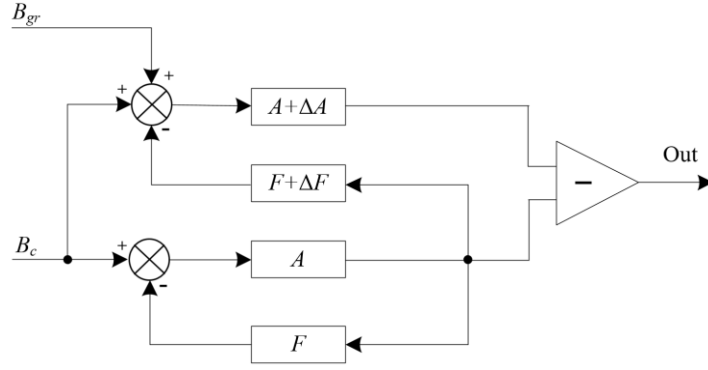 B_gr
+
+
A+ΔA
-
Out
F+ΔF
-
B_c
+
A
-
F